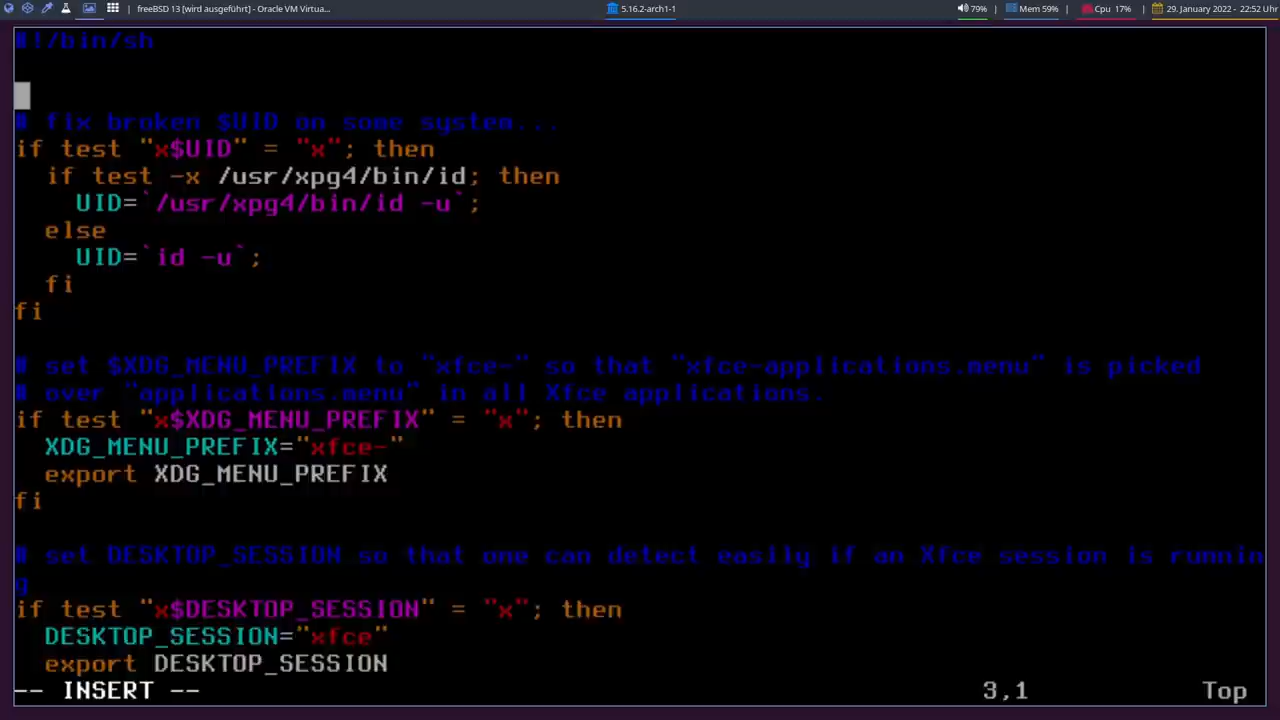 freeBSD 13 [wird ausgeführt] - Oracle VM Virtua...
5.16.2-arch1-1
79% | Mem 59% | Cpu 17% | 29. January 2022 - 22:52 Uhr
#!/bin/sh
# fix broken $UID on some system...
if test "x$UID" = "x"; then
  if test -x /usr/xpg4/bin/id; then
    UID=`/usr/xpg4/bin/id -u`;
  else
    UID=`id -u`;
  fi
fi
# set $XDG_MENU_PREFIX to "xfce-" so that "xfce-applications.menu" is picked
# over "applications.menu" in all Xfce applications.
if test "x$XDG_MENU_PREFIX" = "x"; then
  XDG_MENU_PREFIX="xfce-"
  export XDG_MENU_PREFIX
fi
# set DESKTOP_SESSION so that one can detect easily if an Xfce session is runnin
g
if test "x$DESKTOP_SESSION" = "x"; then
  DESKTOP_SESSION="xfce"
  export DESKTOP_SESSION
-- INSERT -- 3,1 Top